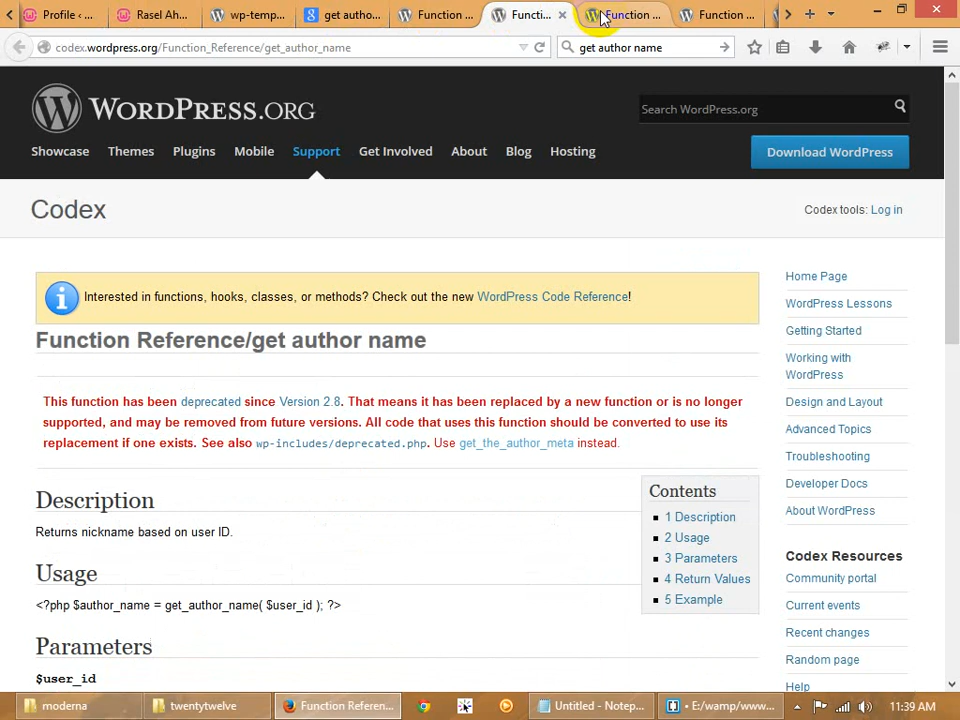 Profile ‹ ...
Rasel Ah...
wp-temp...
get autho...
Function ...
Functi...
Function ...
Function ...
codex.wordpress.org/Function_Reference/get_author_name
get author name
WORDPRESS.ORG
Search WordPress.org
Showcase Themes Plugins Mobile Support Get Involved About Blog Hosting
Download WordPress
Codex
Codex tools: Log in
Interested in functions, hooks, classes, or methods? Check out the new WordPress Code Reference!
Function Reference/get author name
This function has been deprecated since Version 2.8. That means it has been replaced by a new function or is no longer
supported, and may be removed from future versions. All code that uses this function should be converted to use its
replacement if one exists. See also wp-includes/deprecated.php. Use get_the_author_meta instead.
Description
Returns nickname based on user ID.
Usage
<?php $author_name = get_author_name( $user_id ); ?>
Parameters
$user_id
Contents
1 Description
2 Usage
3 Parameters
4 Return Values
5 Example
Home Page
WordPress Lessons
Getting Started
Working with
WordPress
Design and Layout
Advanced Topics
Troubleshooting
Developer Docs
About WordPress
Codex Resources
Community portal
Current events
Recent changes
Random page
Help
moderna
twentytwelve
Function Referen...
Untitled - Notep...
• E:/wamp/www...
11:39 AM